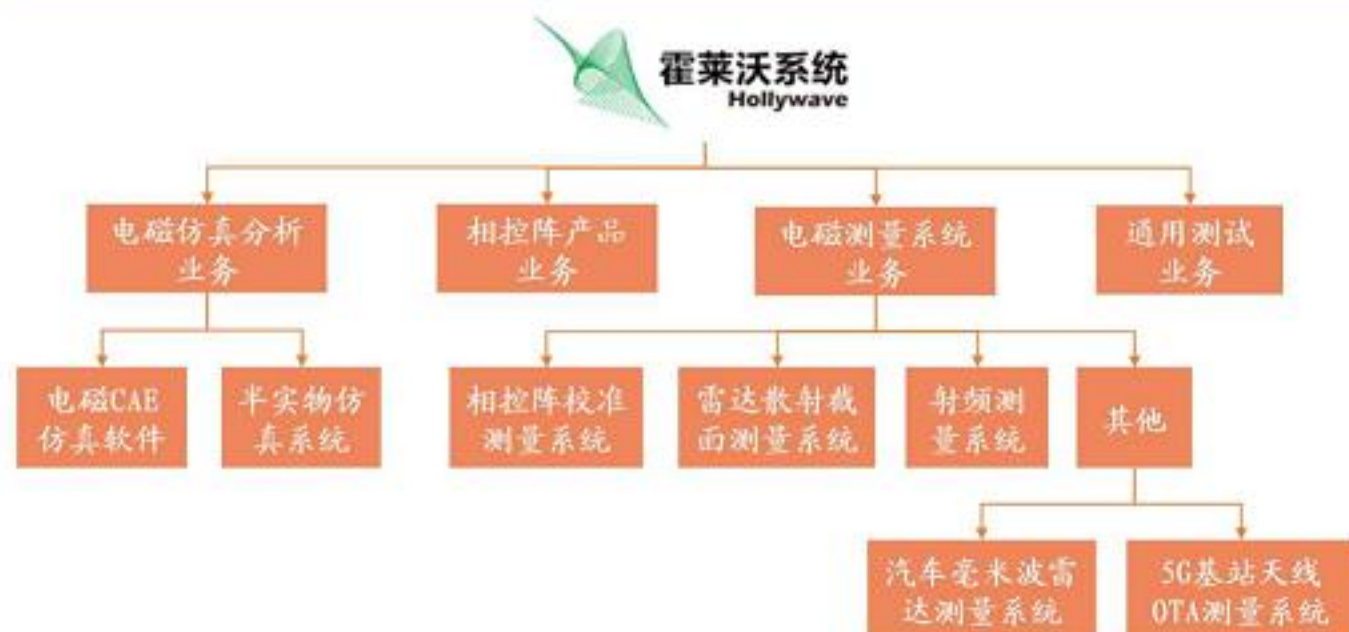 霍莱沃系统
Hollywave
电磁仿真分析
业务
相控阵产品
业务
电磁测量系统
业务
通用测试
业务
电磁CAE
仿真软件
半实物仿
真系统
相控阵校准
测量系统
雷达散射截
面测量系统
射频测
量系统
其他
汽车毫米波雷
达测量系统
5G基站天线
OTA测量系统